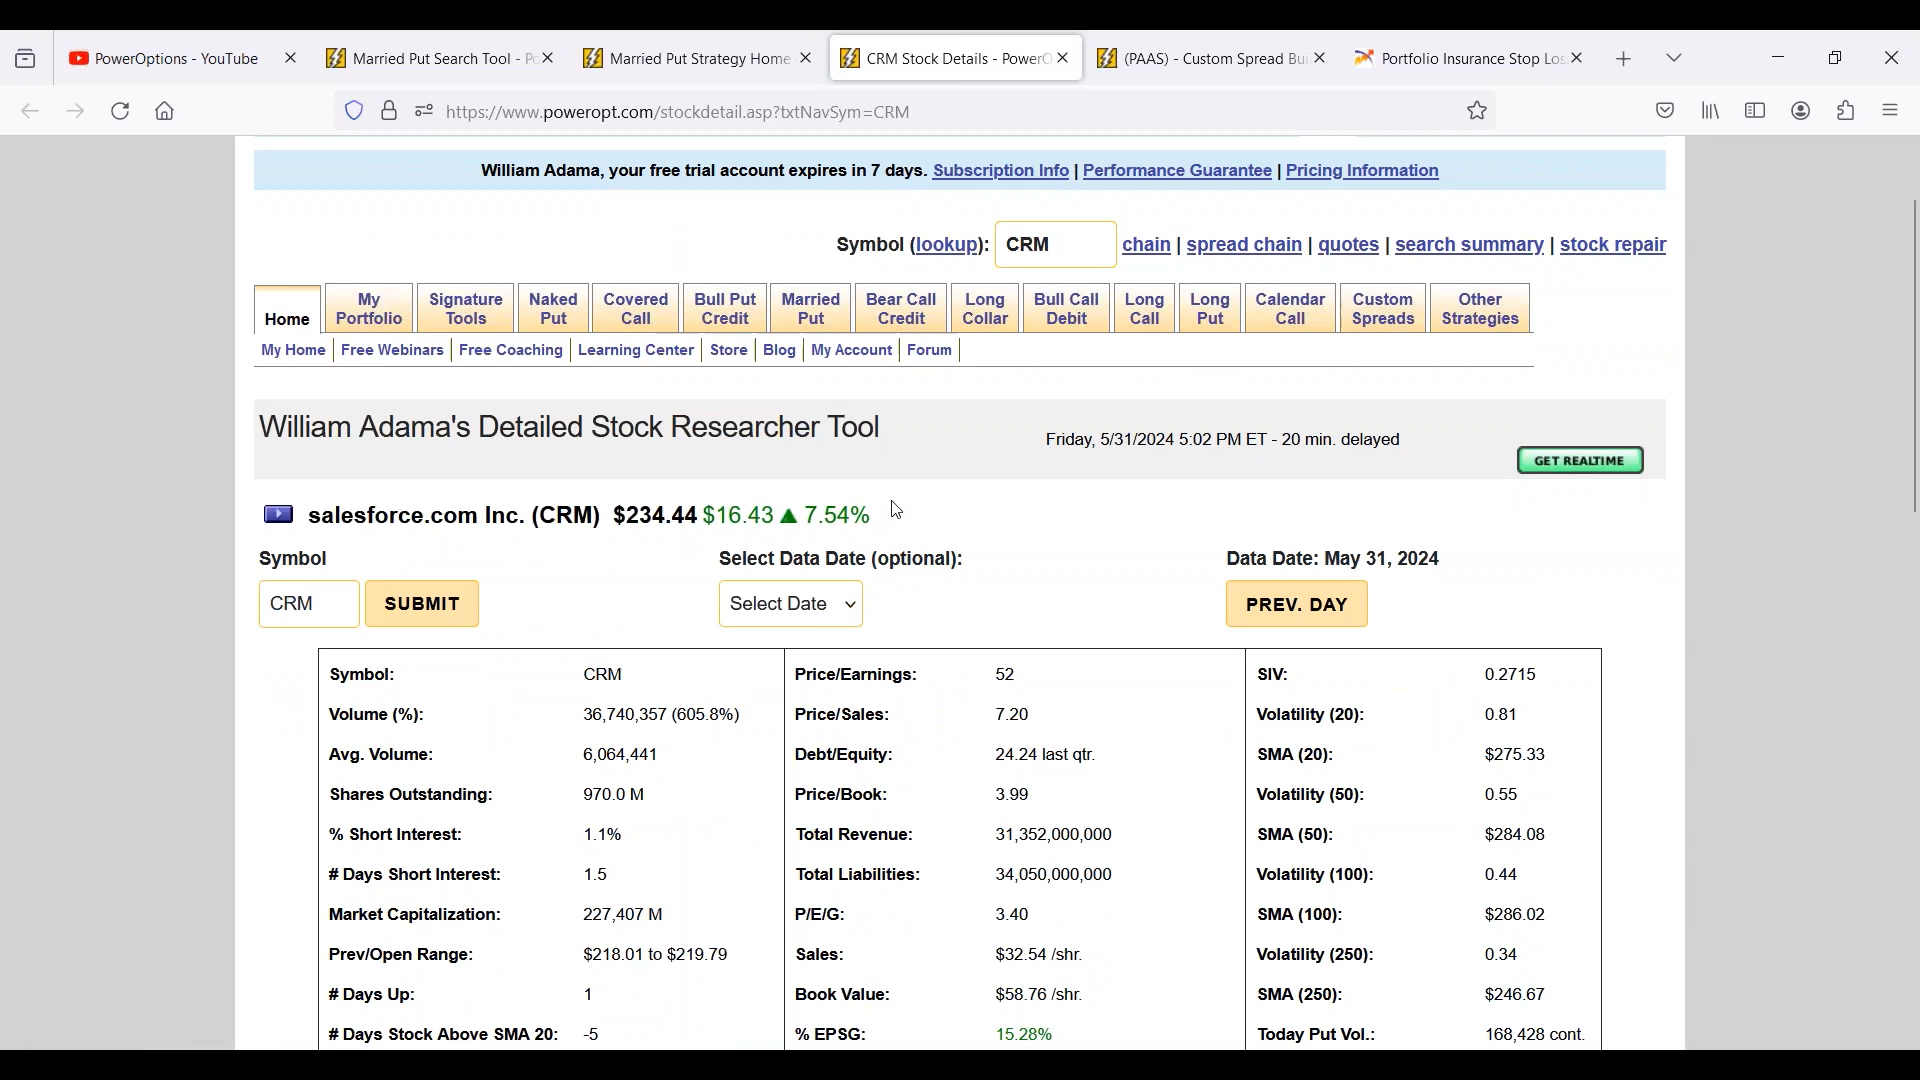 PowerOptions - YouTube
Married Put Search Tool - Po
Married Put Strategy Home
CRM Stock Details - PowerO
(PAAS) - Custom Spread Bui
Portfolio Insurance Stop Los
https://www.poweropt.com/stockdetail.asp?txtNavSym=CRM
William Adama, your free trial account expires in 7 days. Subscription Info | Performance Guarantee | Pricing Information
Symbol (lookup): CRM chain | spread chain | quotes | search summary | stock repair
Home
My Portfolio
Signature Tools
Naked Put
Covered Call
Bull Put Credit
Married Put
Bear Call Credit
Long Collar
Bull Call Debit
Long Call
Long Put
Calendar Call
Custom Spreads
Other Strategies
My Home | Free Webinars | Free Coaching | Learning Center | Store | Blog | My Account | Forum |
William Adama's Detailed Stock Researcher Tool
Friday, 5/31/2024 5:02 PM ET - 20 min. delayed
GET REALTIME
salesforce.com Inc. (CRM) $234.44 $16.43 ▲ 7.54%
Symbol
Select Data Date (optional):
Data Date: May 31, 2024
CRM
SUBMIT
Select Date
PREV. DAY
Symbol: CRM
Price/Earnings: 52
SIV: 0.2715
Volume (%): 36,740,357 (605.8%)
Price/Sales: 7.20
Volatility (20): 0.81
Avg. Volume: 6,064,441
Debt/Equity: 24.24 last qtr.
SMA (20): $275.33
Shares Outstanding: 970.0 M
Price/Book: 3.99
Volatility (50): 0.55
% Short Interest: 1.1%
Total Revenue: 31,352,000,000
SMA (50): $284.08
# Days Short Interest: 1.5
Total Liabilities: 34,050,000,000
Volatility (100): 0.44
Market Capitalization: 227,407 M
P/E/G: 3.40
SMA (100): $286.02
Prev/Open Range: $218.01 to $219.79
Sales: $32.54 /shr.
Volatility (250): 0.34
# Days Up: 1
Book Value: $58.76 /shr.
SMA (250): $246.67
# Days Stock Above SMA 20: -5
% EPSG: 15.28%
Today Put Vol.: 168,428 cont.